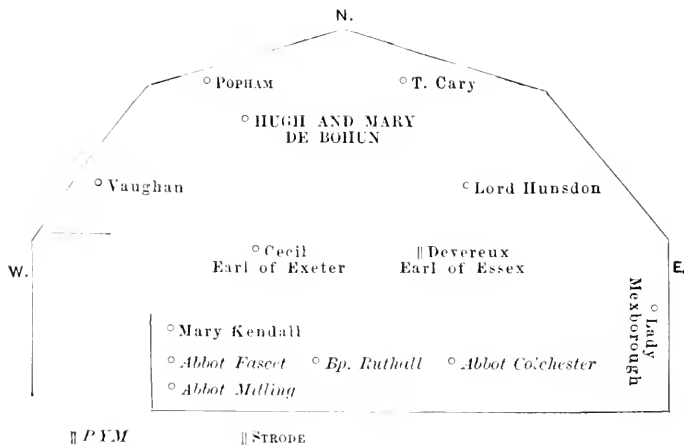 N.
○ POPHAM ○ T. Cary
○ HUGH AND MARY
DE BOHUN
○ Vaughan ○ Lord Hunsdon
○ Cecil || Devereux
W. Earl of Exeter Earl of Essex E.
○ Lady
Mexborough
○ Mary Kendall
○ Abbot Fascet ○ Bp. Ruthall ○ Abbot Colchester
○ Abbot Milling
|| PYM || STRODE